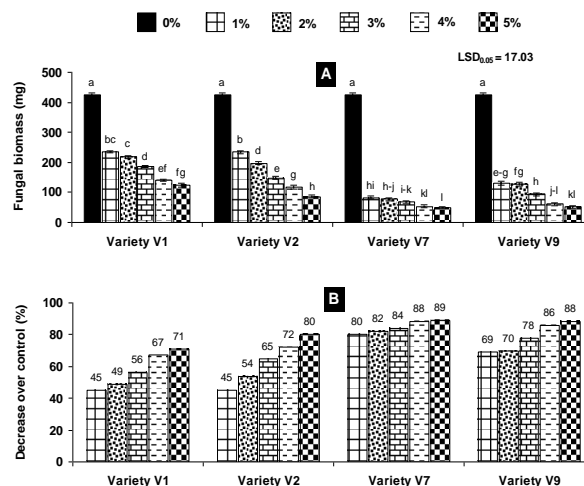 0% 1% 2% 3% 4% 5%
A
LSD0.05 = 17.03
Fungal biomass (mg)
500
400
300
200
100
0
a bc c d ef fg
a b d e g h
a hi h-j i-k kl l
a e-g fg h j-l kl
Variety V1 Variety V2 Variety V7 Variety V9
B
Decrease over control (%)
100
80
60
40
20
0
45 49 56 67 71
45 54 65 72 80
80 82 84 88 89
69 70 78 86 88
Variety V1 Variety V2 Variety V7 Variety V9